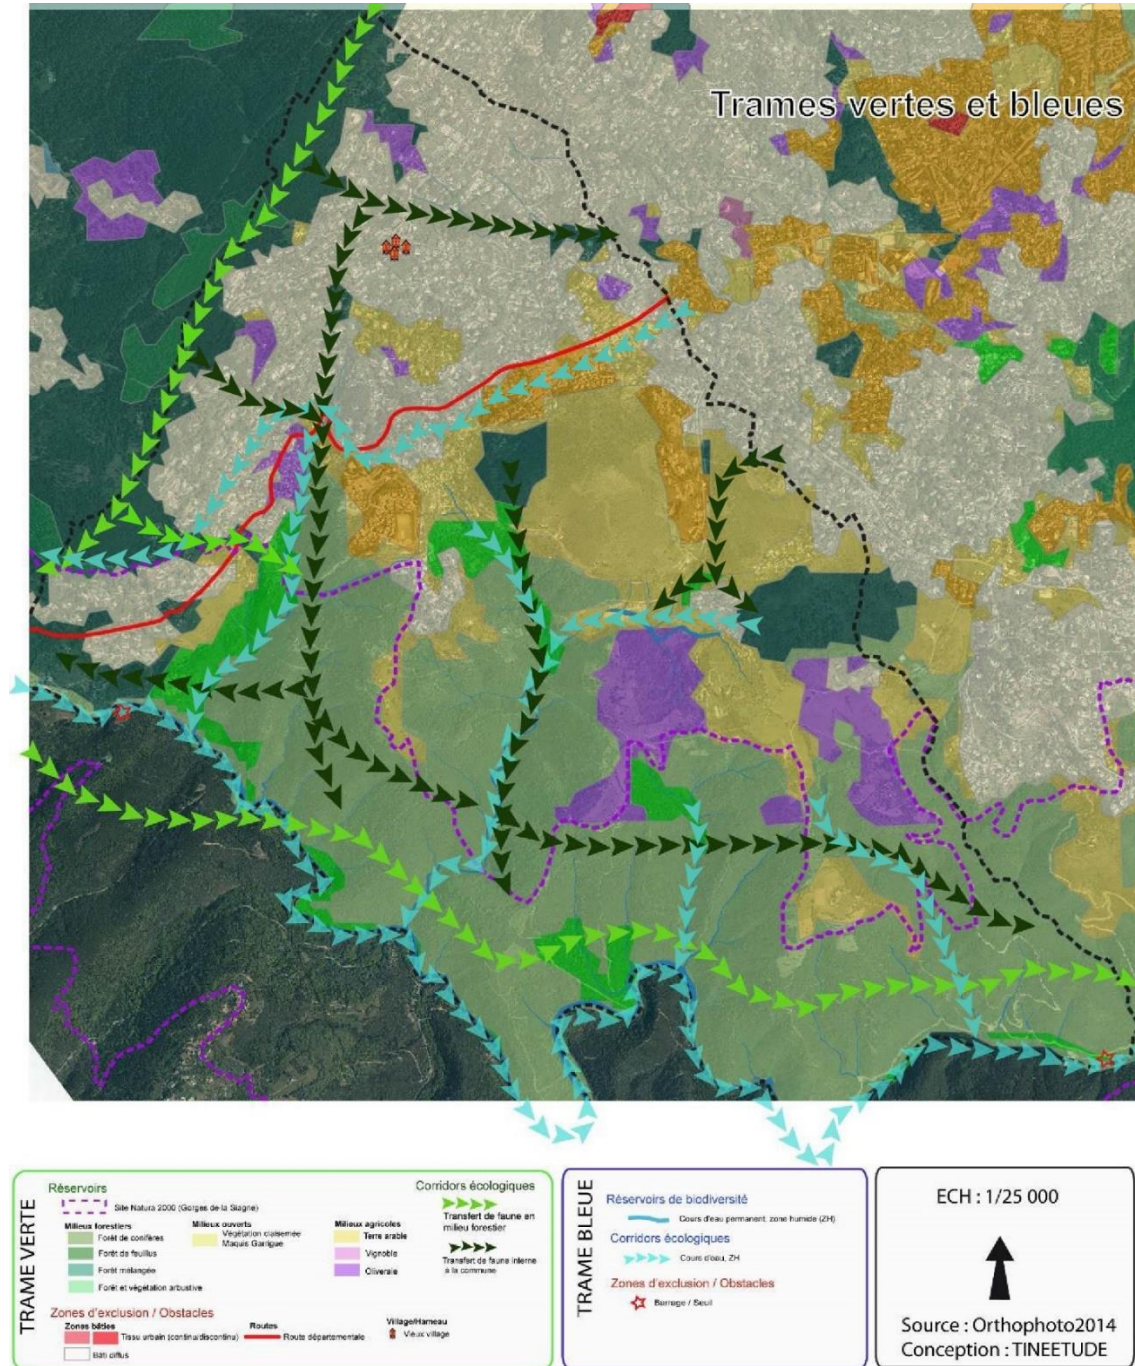 Trames vertes et bleues
TRAME VERTE
Réservoirs
Site Natura 2000 (Gorges de la Siagne)
Milieux forestiers
Forêt de conifères
Forêt de feuillus
Forêt mélangée
Forêt et végétation arbustive
Milieux ouverts
Végétation clairsemée
Maquis Garrigue
Milieux agricoles
Terre arable
Vignoble
Oliveraie
Corridors écologiques
Transfert de faune en
milieu forestier
Transfert de faune interne
à la commune
Zones d'exclusion / Obstacles
Zones bâties
Tissu urbain (continu/discontinu)
Bâti diffus
Routes
Route départementale
Village/Hameau
Vieux village
TRAME BLEUE
Réservoirs de biodiversité
Cours d'eau permanent, zone humide (ZH)
Corridors écologiques
Cours d'eau, ZH
Zones d'exclusion / Obstacles
Barrage / Seuil
ECH : 1/25 000
Source : Orthophoto2014
Conception : TINEETUDE